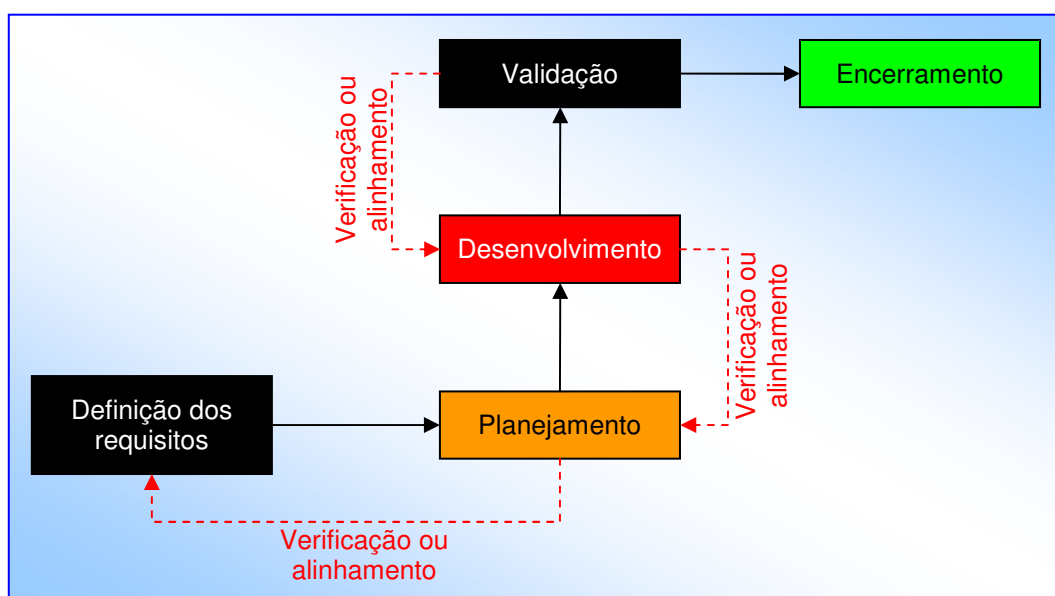 Validação
Encerramento
Verificação ou
alinhamento
Desenvolvimento
Verificação ou
alinhamento
Definição dos
requisitos
Planejamento
Verificação ou
alinhamento